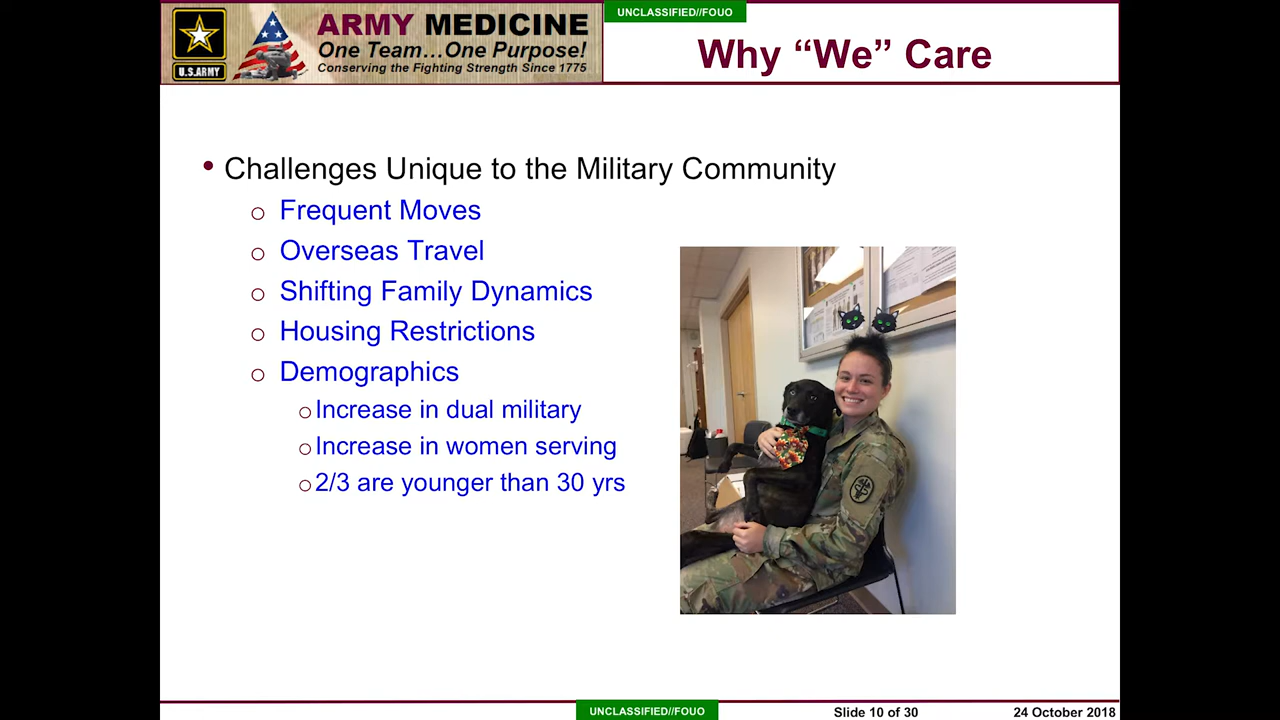 U.S.ARMY
ARMY MEDICINE
One Team…One Purpose!
Conserving the Fighting Strength Since 1775
UNCLASSIFIED//FOUO
Why “We” Care
• Challenges Unique to the Military Community
o Frequent Moves
o Overseas Travel
o Shifting Family Dynamics
o Housing Restrictions
o Demographics
o Increase in dual military
o Increase in women serving
o 2/3 are younger than 30 yrs
UNCLASSIFIED//FOUO
Slide 10 of 30
24 October 2018